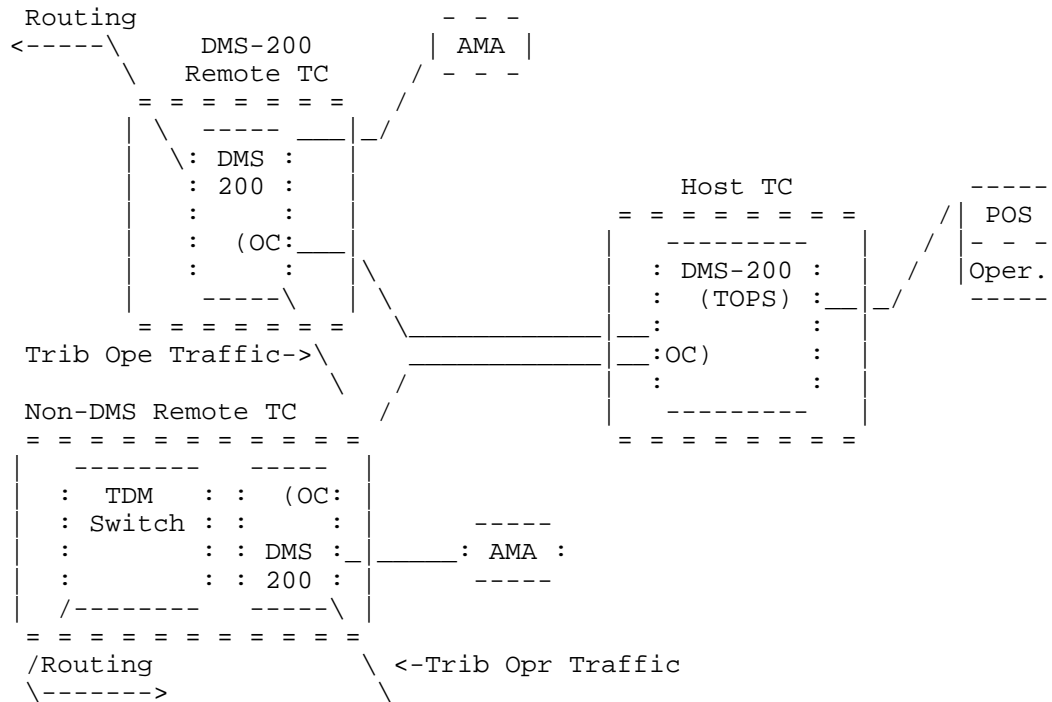 Routing
DMS-200
AMA
Remote TC
DMS
200
Host TC
POS
(OC
DMS-200
Oper.
(TOPS)
Trib Ope Traffic->
OC)
Non-DMS Remote TC
TDM (OC
Switch
DMS AMA
200
Routing <-Trib Opr Traffic